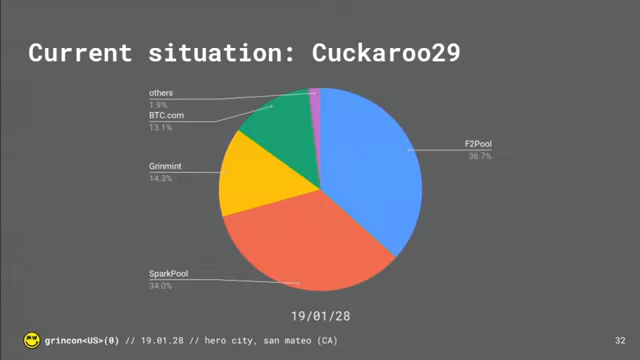 Current situation: Cuckaroo29
others
1.9%
BTC.com
13.1%
Grinmint
14.3%
SparkPool
34.0%
F2Pool
36.7%
19/01/28
grincon<US>(0) // 19.01.28 // hero city, san mateo (CA)
32